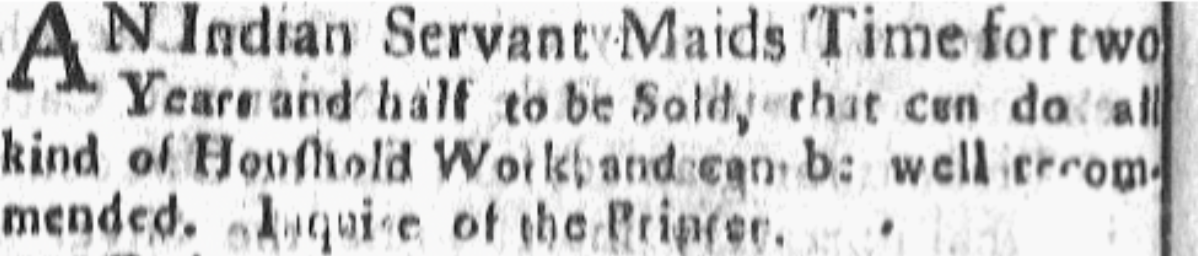 AN Indian Servant Maids Time for two
Years and half to be Sold, that can do all
kind of Houſhold Work, and can be well recom-
mended. Inquire of the Printer.